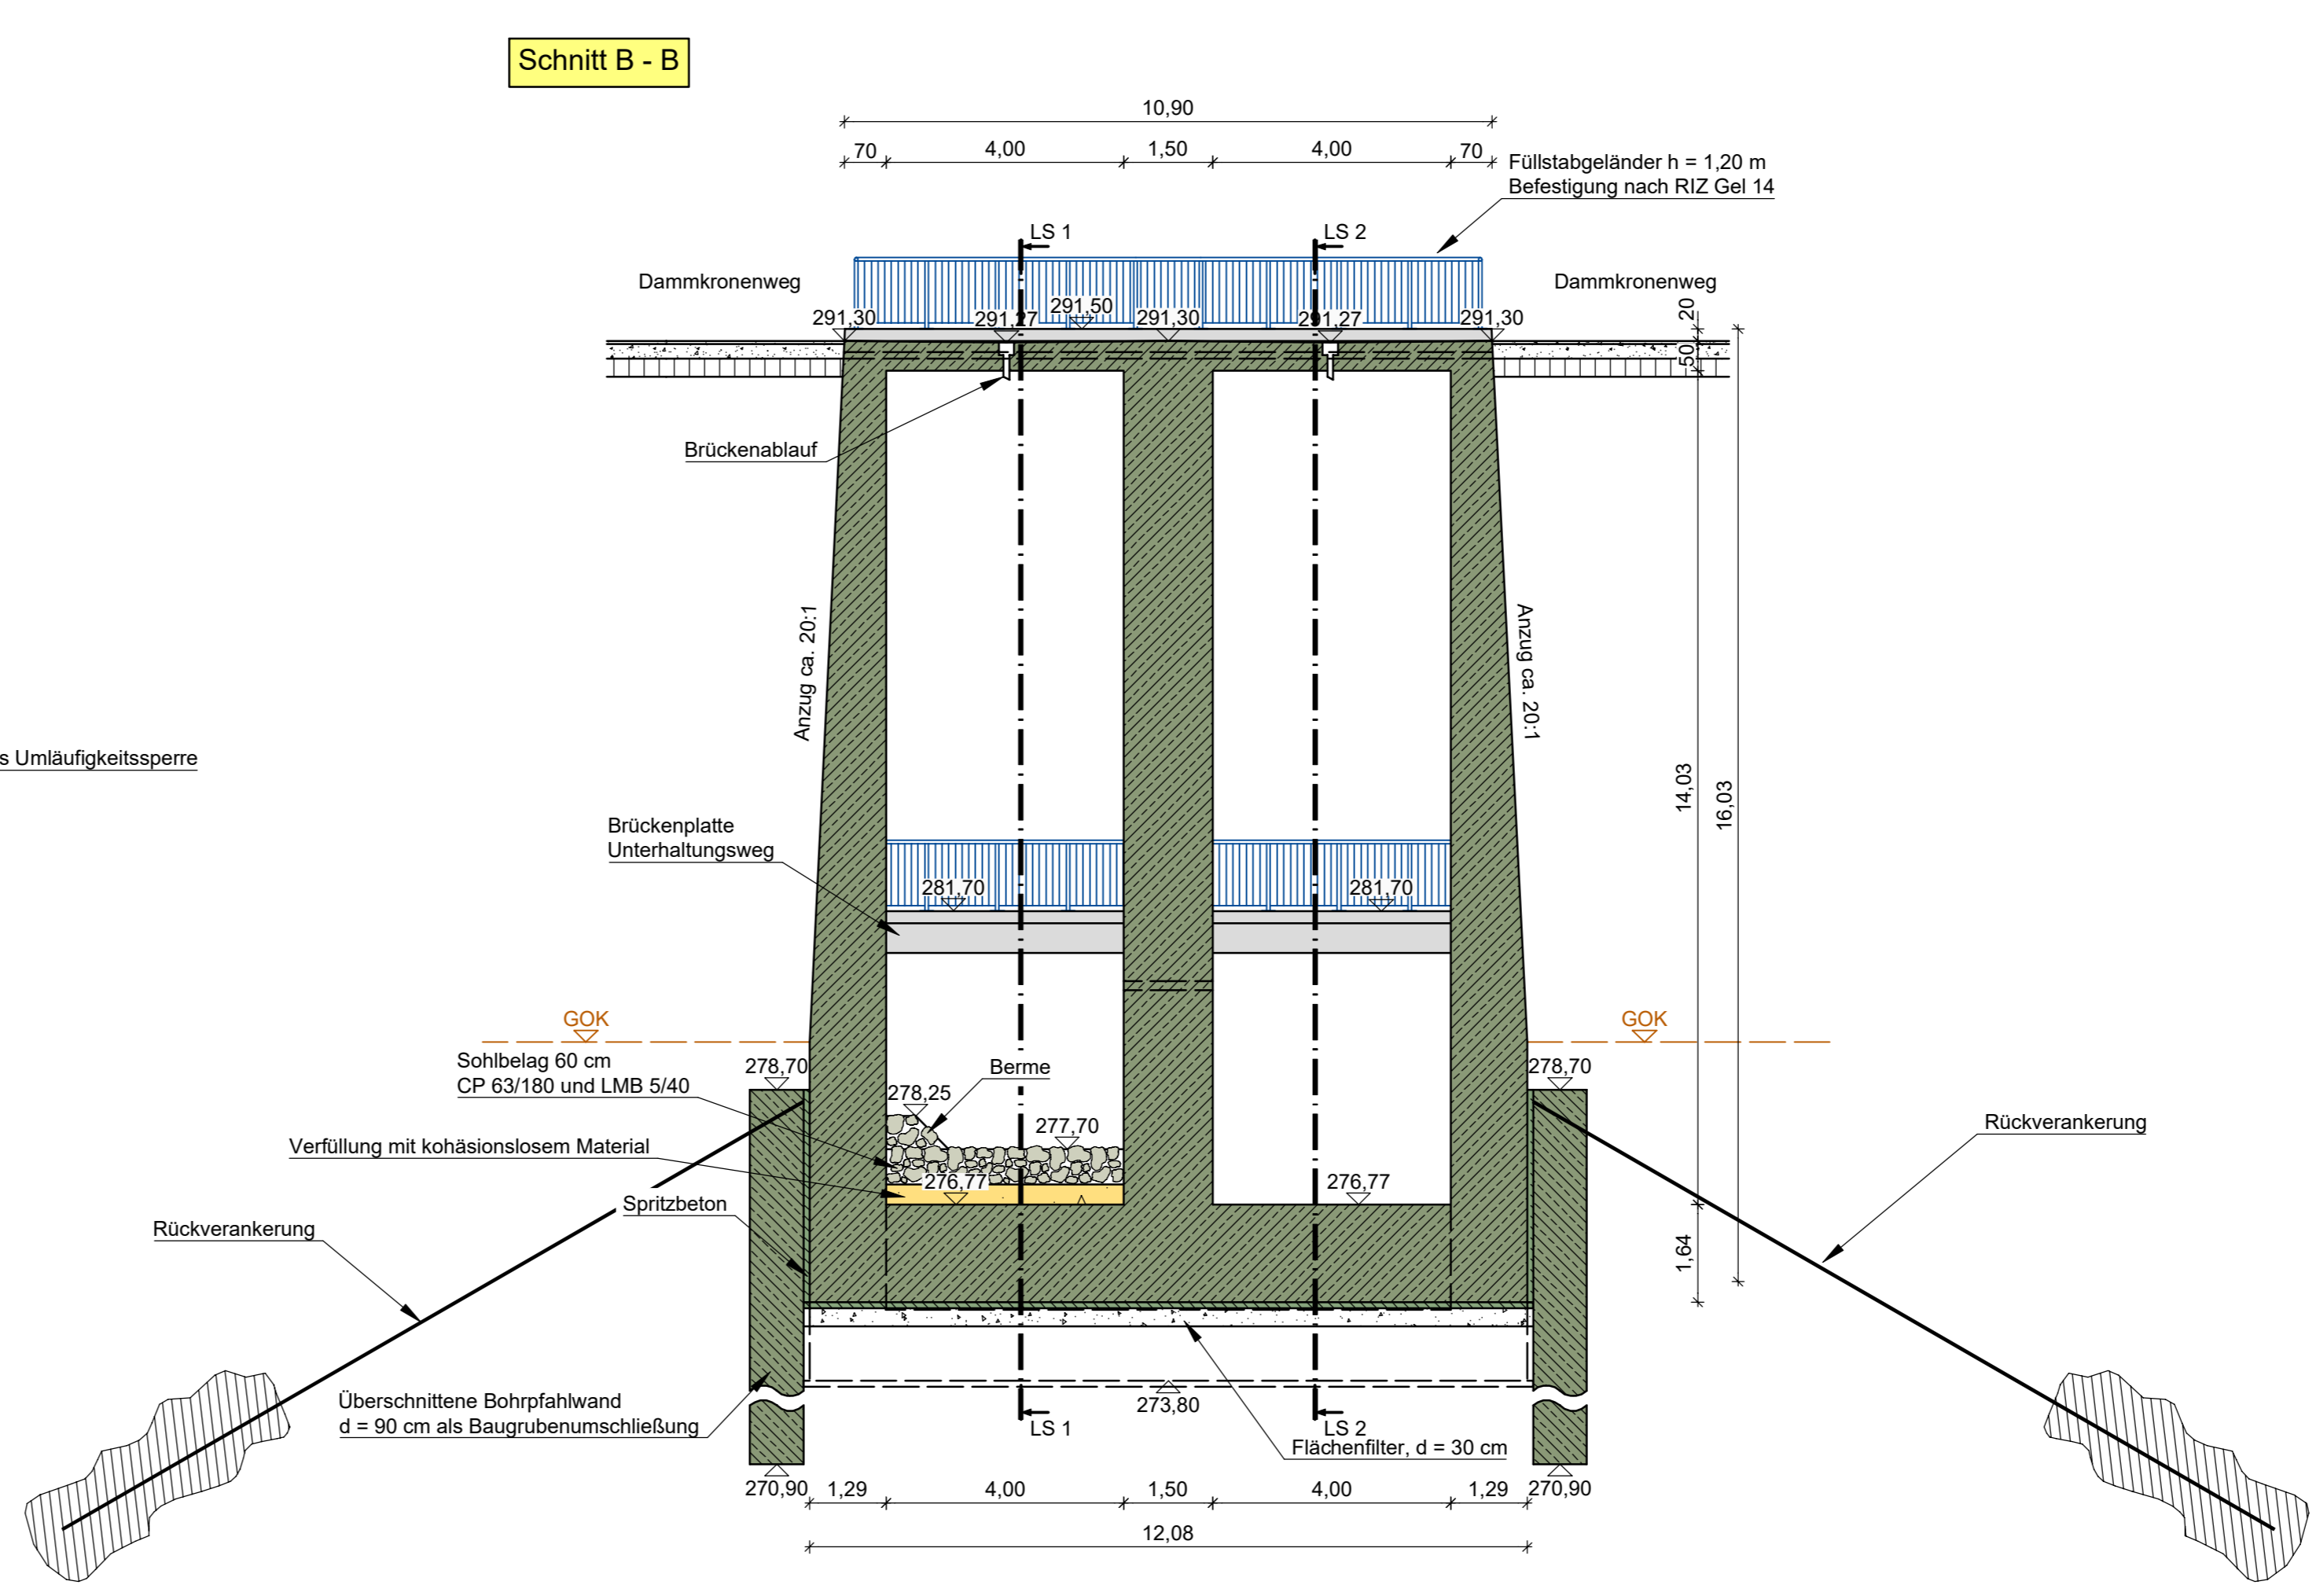 Schnitt B - B
10,90
70
4,00
1,50
4,00
70
Füllstabgeländer h = 1,20 m
Befestigung nach RIZ Gel 14
LS 1
LS 2
Dammkronenweg
Dammkronenweg
291,30
291,27
291,50
291,30
291,27
291,30
20
50
Brückenablauf
Anzug ca. 20:1
Anzug ca. 20:1
s Umläufigkeitssperre
14,03
16,03
Brückenplatte
Unterhaltungsweg
281,70
281,70
GOK
GOK
Sohlbelag 60 cm
CP 63/180 und LMB 5/40
278,70
Berme
278,70
278,25
277,70
Rückverankerung
Verfüllung mit kohäsionslosem Material
276,77
276,77
Spritzbeton
Rückverankerung
1,64
Überschnittene Bohrpfahlwand
d = 90 cm als Baugrubenumschließung
273,80
LS 1
LS 2
Flächenfilter, d = 30 cm
270,90
1,29
4,00
1,50
4,00
1,29
270,90
12,08